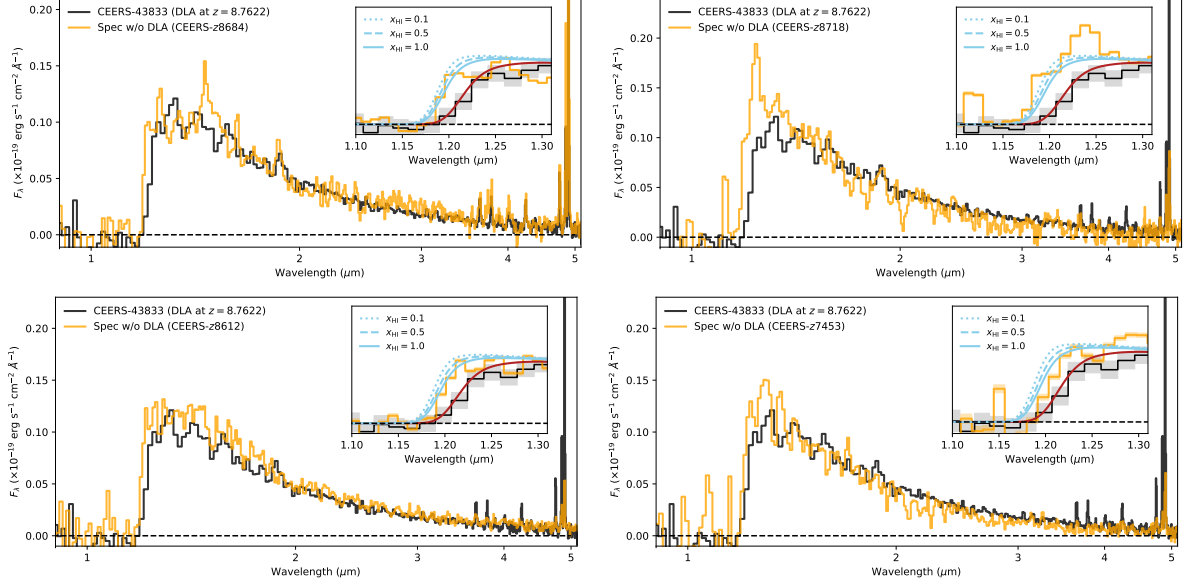 CEERS-43833 (DLA at z = 8.7622)
Spec w/o DLA (CEERS-z8684)
x_HI = 0.1
x_HI = 0.5
x_HI = 1.0
1.10 1.15 1.20 1.25 1.30
Wavelength (μm)
0.20
0.15
0.10
0.05
0.00
F_λ (×10⁻¹⁹ erg s⁻¹ cm⁻² Å⁻¹)
1 2 3 4 5
Wavelength (μm)
CEERS-43833 (DLA at z = 8.7622)
Spec w/o DLA (CEERS-z8718)
x_HI = 0.1
x_HI = 0.5
x_HI = 1.0
1.10 1.15 1.20 1.25 1.30
Wavelength (μm)
0.20
0.15
0.10
0.05
0.00
F_λ (×10⁻¹⁹ erg s⁻¹ cm⁻² Å⁻¹)
1 2 3 4 5
Wavelength (μm)
CEERS-43833 (DLA at z = 8.7622)
Spec w/o DLA (CEERS-z8612)
x_HI = 0.1
x_HI = 0.5
x_HI = 1.0
1.10 1.15 1.20 1.25 1.30
Wavelength (μm)
0.20
0.15
0.10
0.05
0.00
F_λ (×10⁻¹⁹ erg s⁻¹ cm⁻² Å⁻¹)
1 2 3 4 5
Wavelength (μm)
CEERS-43833 (DLA at z = 8.7622)
Spec w/o DLA (CEERS-z7453)
x_HI = 0.1
x_HI = 0.5
x_HI = 1.0
1.10 1.15 1.20 1.25 1.30
Wavelength (μm)
0.20
0.15
0.10
0.05
0.00
F_λ (×10⁻¹⁹ erg s⁻¹ cm⁻² Å⁻¹)
1 2 3 4 5
Wavelength (μm)